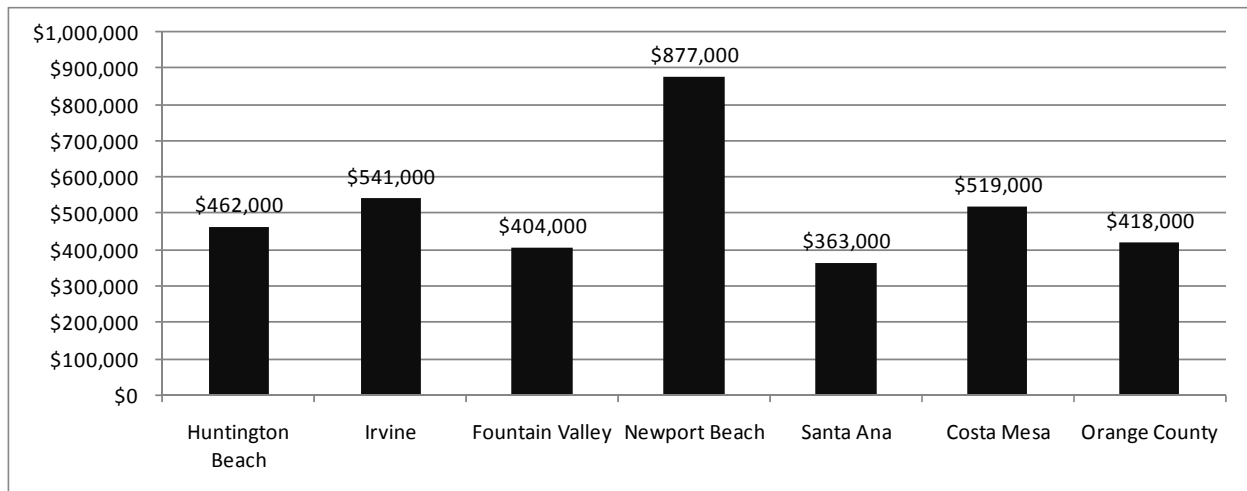 $1,000,000
$900,000
$800,000
$700,000
$600,000
$500,000
$400,000
$300,000
$200,000
$100,000
$0
$462,000
$541,000
$404,000
$877,000
$363,000
$519,000
$418,000
Huntington
Beach
Irvine
Fountain Valley
Newport Beach
Santa Ana
Costa Mesa
Orange County